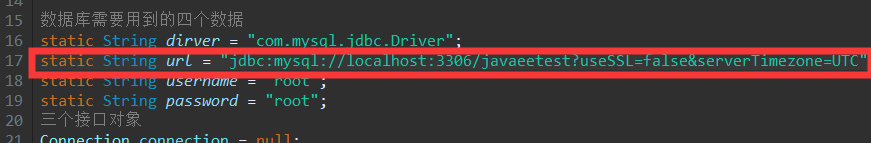 14
15
数据库需要用到的四个数据
16 static String dirver = "com.mysql.jdbc.Driver";
17 static String url = "jdbc:mysql://localhost:3306/javaeetest?useSSL=false&serverTimezone=UTC"
18 static String username = "root";
19 static String password = "root";
20 三个接口对象
21 Connection connection = null;